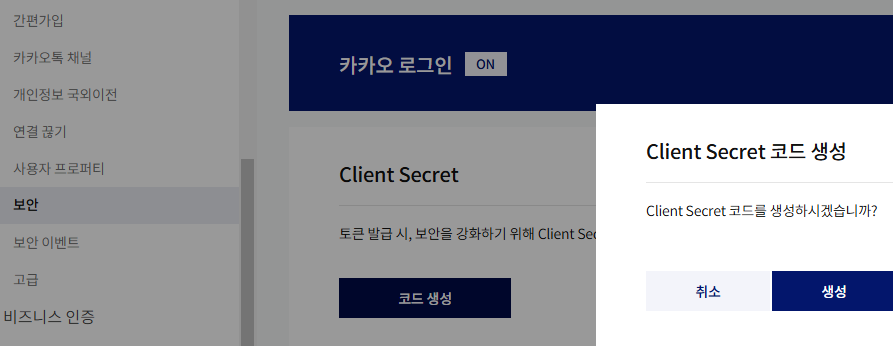 간편가입
카카오톡 채널
개인정보 국외이전
연결 끊기
사용자 프로퍼티
보안
보안 이벤트
고급
비즈니스 인증
카카오 로그인 ON
Client Secret
토큰 발급 시, 보안을 강화하기 위해 Client Sec
코드 생성
Client Secret 코드 생성
Client Secret 코드를 생성하시겠습니까?
취소 생성